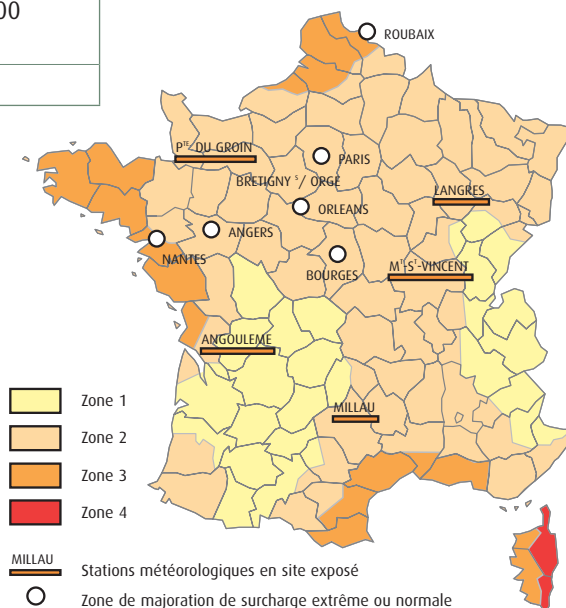 00
ROUBAIX
Pᵗᴱ DU GROIN
PARIS
BRETIGNY ˢ/ ORGE
LANGRES
ORLEANS
ANGERS
NANTES
BOURGES
Mᵗ-Sᵗ-VINCENT
ANGOULEME
MILLAU
Zone 1
Zone 2
Zone 3
Zone 4
MILLAU
Stations météorologiques en site exposé
Zone de majoration de surcharge extrême ou normale